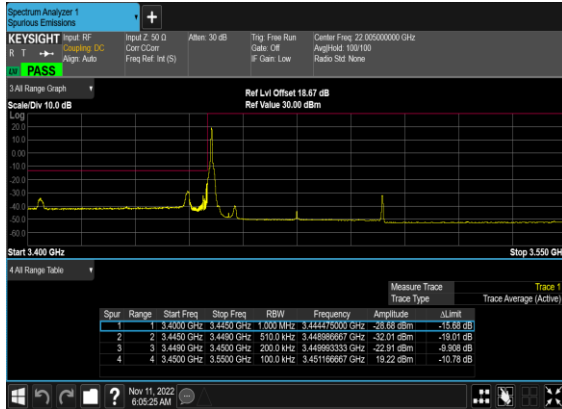 Spectrum Analyzer 1
Spurious Emissions
KEYSIGHT
R T
PASS
Input: RF
Coupling: DC
Align: Auto
Input Z: 50 Ω
Corr CCorr
Freq Ref: Int (S)
Atten: 30 dB
Trig: Free Run
Gate: Off
IF Gain: Low
Center Freq: 22.005000000 GHz
Avg|Hold: 100/100
Radio Std: None
3 All Range Graph
Scale/Div 10.0 dB
Ref Lvl Offset 18.67 dB
Ref Value 30.00 dBm
Log
20.0
10.0
0.00
-10.0
-20.0
-30.0
-40.0
-50.0
-60.0
Start 3.400 GHz
Stop 3.550 GH
4 All Range Table
Measure Trace Trace 1
Trace Type Trace Average (Active)
Spur Range Start Freq Stop Freq RBW Frequency Amplitude ΔLimit
1 1 3.4000 GHz 3.4450 GHz 1.000 MHz 3.444475000 GHz -28.68 dBm -15.68 dB
2 2 3.4450 GHz 3.4490 GHz 510.0 kHz 3.448986667 GHz -32.01 dBm -19.01 dB
3 3 3.4490 GHz 3.4500 GHz 200.0 kHz 3.449993333 GHz -22.91 dBm -9.908 dB
4 4 3.4500 GHz 3.5500 GHz 100.0 kHz 3.451166667 GHz 19.22 dBm -10.78 dB
?
Nov 11, 2022
6:05:25 AM